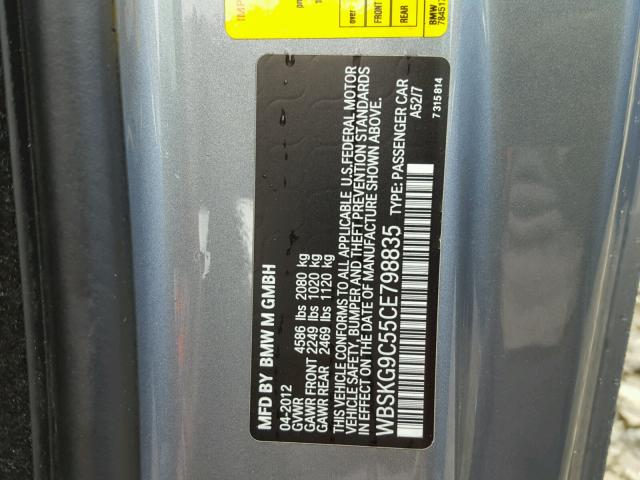 MFD BY BMW M GMBH
04-2012
GVWR 4586 lbs 2080 kg
GAWR FRONT 2249 lbs 1020 kg
GAWR REAR 2469 lbs 1120 kg
THIS VEHICLE CONFORMS TO ALL APPLICABLE U.S.FEDERAL MOTOR
VEHICLE SAFETY, BUMPER AND THEFT PREVENTION STANDARDS
IN EFFECT ON THE DATE OF MANUFACTURE SHOWN ABOVE.
WBSKG9C55CE798835 TYPE: PASSENGER CAR
A52/7
7 315 814
over
FRONT
REAR
BMW